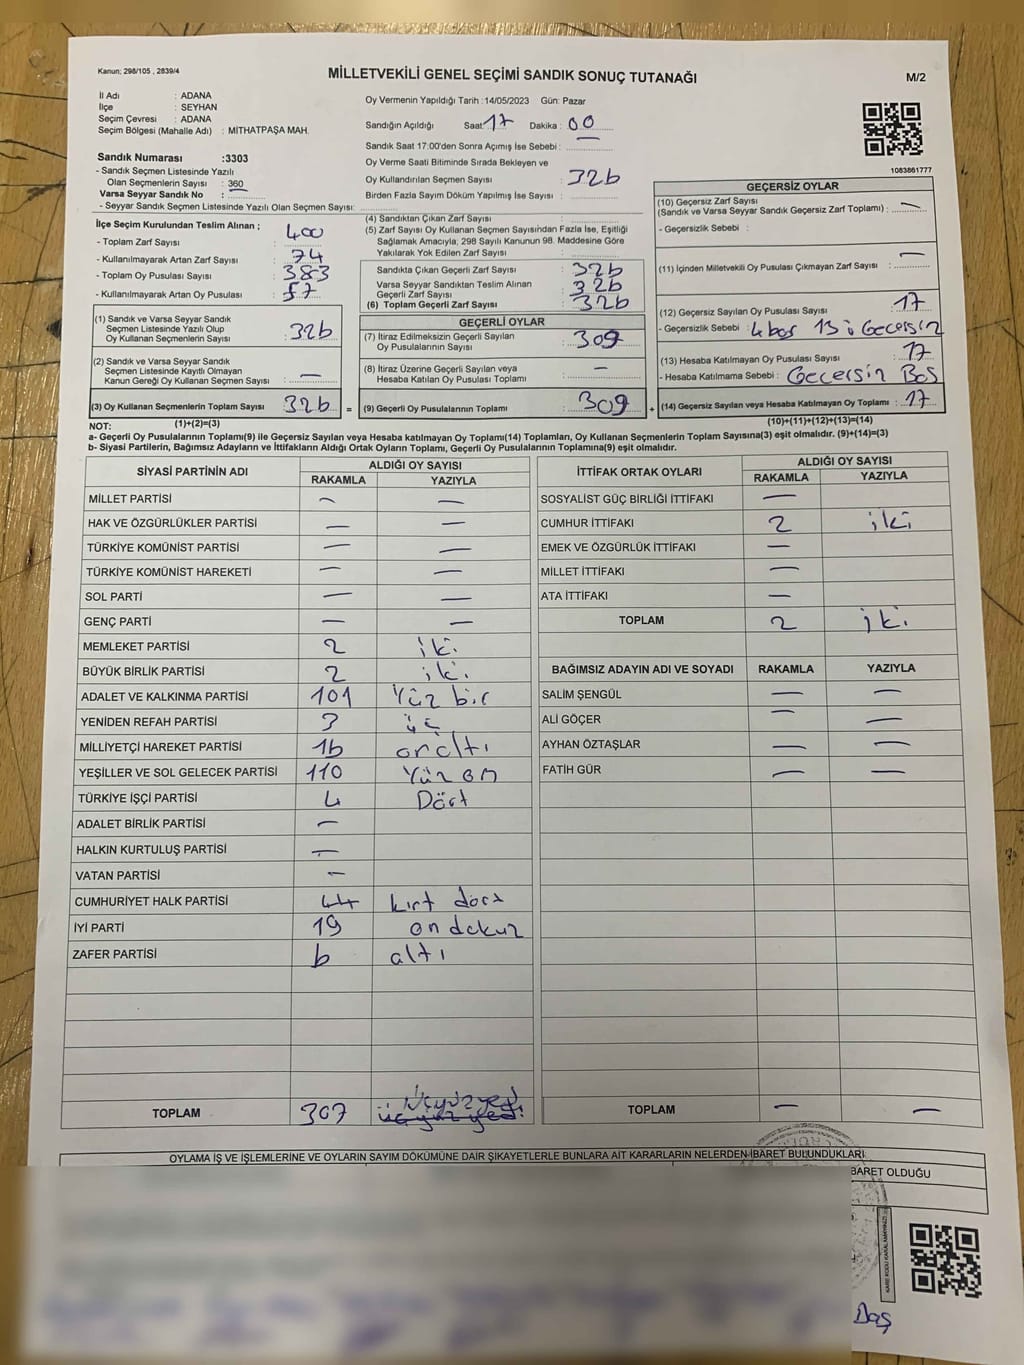 Kanun: 298/105 , 2839/4
MİLLETVEKİLİ GENEL SEÇİMİ SANDIK SONUÇ TUTANAĞI
M/2
İl Adı : ADANA
İlçe : SEYHAN
Seçim Çevresi : ADANA
Seçim Bölgesi (Mahalle Adı) : MİTHATPAŞA MAH.
Sandık Numarası :3303
- Sandık Seçmen Listesinde Yazılı
Olan Seçmenlerin Sayısı : 360
Varsa Seyyar Sandık No :
- Seyyar Sandık Seçmen Listesinde Yazılı Olan Seçmen Sayısı:
Oy Vermenin Yapıldığı Tarih :14/05/2023 Gün: Pazar
Sandığın Açıldığı Saat: 17 Dakika : 00
Sandık Saat 17:00'den Sonra Açımış İse Sebebi :
Oy Verme Saati Bitiminde Sırada Bekleyen ve
Oy Kullandırılan Seçmen Sayısı : 326
Birden Fazla Sayım Döküm Yapılmış İse Sayısı :
1083861777
İlçe Seçim Kurulundan Teslim Alınan ;
- Toplam Zarf Sayısı : 400
- Kullanılmayarak Artan Zarf Sayısı : 74
- Toplam Oy Pusulası Sayısı : 383
- Kullanılmayarak Artan Oy Pusulası : 57
(4) Sandıktan Çıkan Zarf Sayısı :
(5) Zarf Sayısı Oy Kullanan Seçmen Sayısından Fazla İse, Eşitliği
Sağlamak Amacıyla; 298 Sayılı Kanunun 98. Maddesine Göre
Yakılarak Yok Edilen Zarf Sayısı :
Sandıkta Çıkan Geçerli Zarf Sayısı : 326
Varsa Seyyar Sandıktan Teslim Alınan
Geçerli Zarf Sayısı : 326
(6) Toplam Geçerli Zarf Sayısı : 326
GEÇERSİZ OYLAR
(10) Geçersiz Zarf Sayısı
(Sandık ve Varsa Seyyar Sandık Geçersiz Zarf Toplamı) : —
- Geçersizlik Sebebi :
(11) İçinden Milletvekili Oy Pusulası Çıkmayan Zarf Sayısı : —
(12) Geçersiz Sayılan Oy Pusulası Sayısı : 17
- Geçersizlik Sebebi : 4 boş 13 i Geçersiz
(13) Hesaba Katılmayan Oy Pusulası Sayısı : 17
- Hesaba Katılmama Sebebi : Geçersiz Boş
(1) Sandık ve Varsa Seyyar Sandık
Seçmen Listesinde Yazılı Olup
Oy Kullanan Seçmenlerin Sayısı : 326
(2) Sandık ve Varsa Seyyar Sandık
Seçmen Listesinde Kayıtlı Olmayan
Kanun Gereği Oy Kullanan Seçmen Sayısı : —
GEÇERLİ OYLAR
(7) İtiraz Edilmeksizin Geçerli Sayılan
Oy Pusulalarının Sayısı : 309
(8) İtiraz Üzerine Geçerli Sayılan veya
Hesaba Katılan Oy Pusulası Toplamı : —
(3) Oy Kullanan Seçmenlerin Toplam Sayısı : 326 = (9) Geçerli Oy Pusulalarının Toplamı : 309 + (14) Geçersiz Sayılan veya Hesaba Katılmayan Oy Toplamı : 17
NOT: (1)+(2)=(3) (10)+(11)+(12)+(13)=(14)
a- Geçerli Oy Pusulalarının Toplamı(9) ile Geçersiz Sayılan veya Hesaba katılmayan Oy Toplamı(14) Toplamları, Oy Kullanan Seçmenlerin Toplam Sayısına(3) eşit olmalıdır. (9)+(14)=(3)
b- Siyasi Partilerin, Bağımsız Adayların ve İttifakların Aldığı Ortak Oyların Toplamı, Geçerli Oy Pusulalarının Toplamına(9) eşit olmalıdır.
SİYASİ PARTİNİN ADI ALDIĞI OY SAYISI
RAKAMLA YAZIYLA
MİLLET PARTİSİ — —
HAK VE ÖZGÜRLÜKLER PARTİSİ — —
TÜRKİYE KOMÜNİST PARTİSİ — —
TÜRKİYE KOMÜNİST HAREKETİ — —
SOL PARTİ — —
GENÇ PARTİ — —
MEMLEKET PARTİSİ 2 iki
BÜYÜK BİRLİK PARTİSİ 2 iki
ADALET VE KALKINMA PARTİSİ 101 Yüz bir
YENİDEN REFAH PARTİSİ 3 üç
MİLLİYETÇİ HAREKET PARTİSİ 16 on altı
YEŞİLLER VE SOL GELECEK PARTİSİ 110 Yüz on
TÜRKİYE İŞÇİ PARTİSİ 4 Dört
ADALET BİRLİK PARTİSİ —
HALKIN KURTULUŞ PARTİSİ —
VATAN PARTİSİ —
CUMHURİYET HALK PARTİSİ 44 kırt dört
İYİ PARTİ 19 on dokuz
ZAFER PARTİSİ 6 altı
TOPLAM 307 üçyüz yedi
üçyüz yedi
İTTİFAK ORTAK OYLARI ALDIĞI OY SAYISI
RAKAMLA YAZIYLA
SOSYALİST GÜÇ BİRLİĞİ İTTİFAKI —
CUMHUR İTTİFAKI 2 iki
EMEK VE ÖZGÜRLÜK İTTİFAKI —
MİLLET İTTİFAKI —
ATA İTTİFAKI —
TOPLAM 2 iki
BAĞIMSIZ ADAYIN ADI VE SOYADI RAKAMLA YAZIYLA
SALİM ŞENGÜL — —
ALİ GÖÇER — —
AYHAN ÖZTAŞLAR — —
FATİH GÜR — —
TOPLAM — —
OYLAMA İŞ VE İŞLEMLERİNE VE OYLARIN SAYIM DÖKÜMÜNE DAİR ŞİKAYETLERLE BUNLARA AİT KARARLARIN NELERDEN İBARET BULUNDUKLARI
BARET OLDUĞU